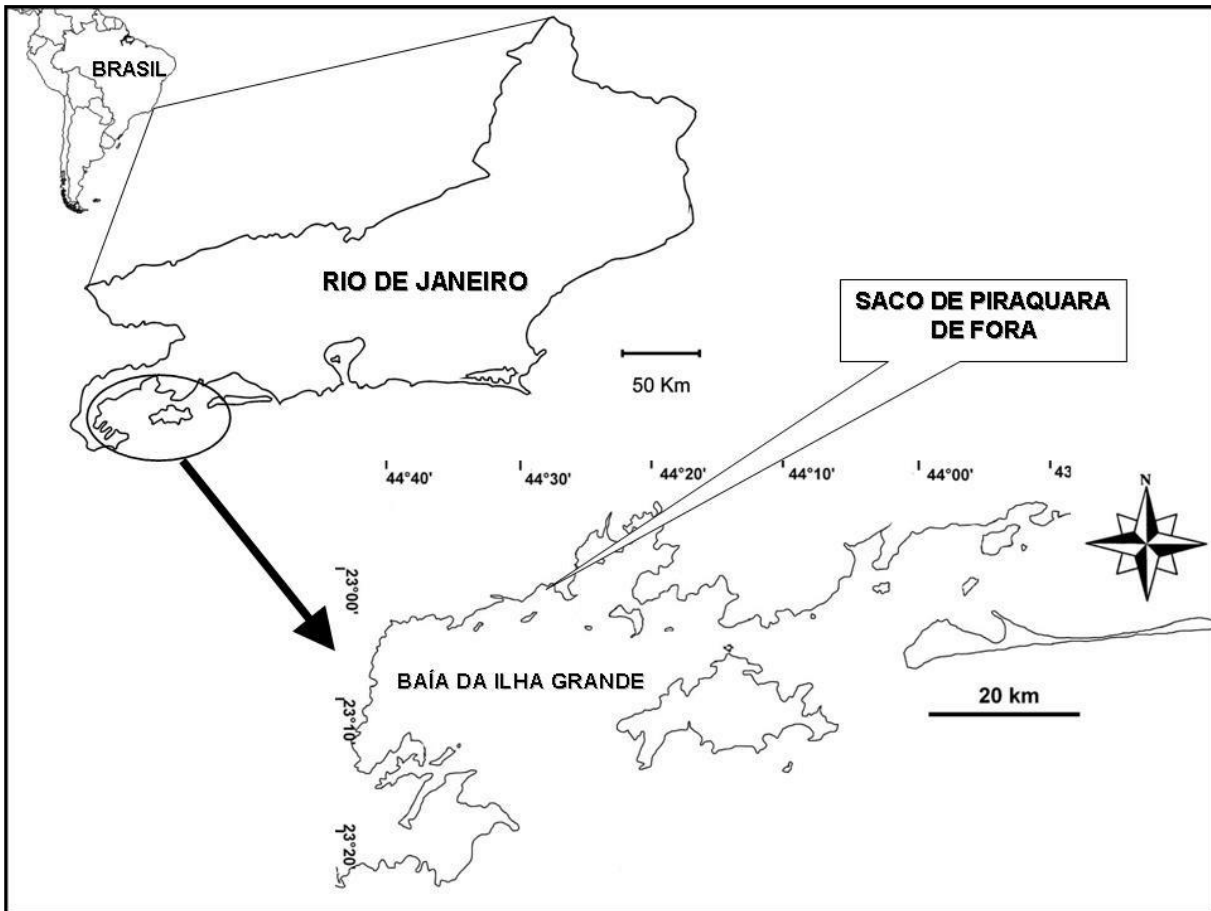 BRASIL
RIO DE JANEIRO
50 Km
SACO DE PIRAQUARA
DE FORA
44°40'
44°30'
44°20'
44°10'
44°00'
43
N
23°00'
23°10'
23°20'
BAÍA DA ILHA GRANDE
20 km